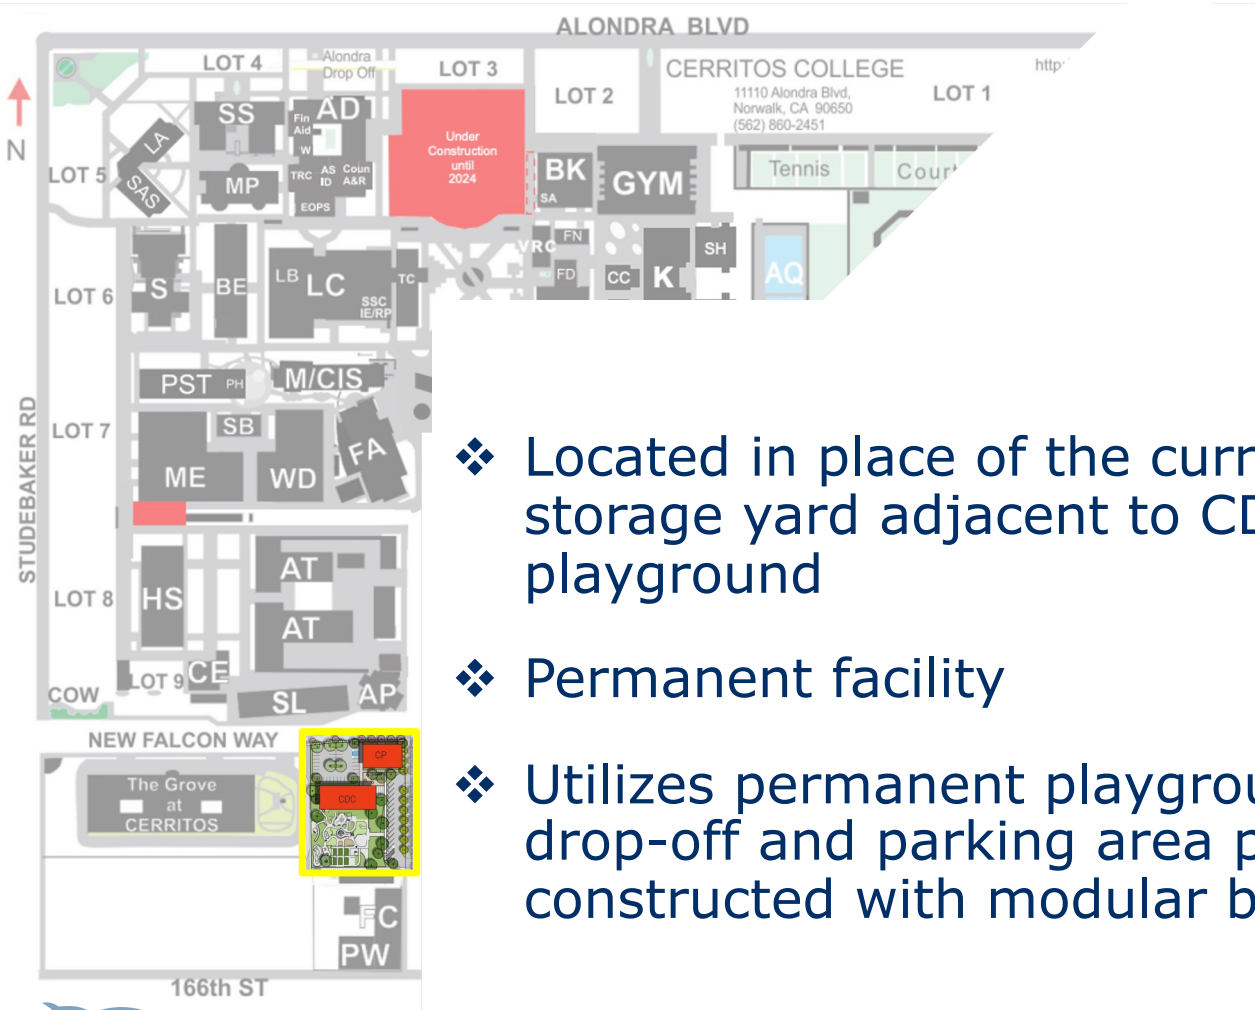 ALONDRA BLVD
LOT 4
Alondra
Drop Off
LOT 3
LOT 2
CERRITOS COLLEGE
11110 Alondra Blvd,
Norwalk, CA 90650
(562) 860-2451
LOT 1
http:
N
SS
Fin
Aid
W
AD
TRC
AS
ID
Coun
A&R
EOPS
Under
Construction
until
2024
BK
SA
GYM
Tennis
Court
LA
SAS
LOT 5
MP
VRC
FN
FD
CC
K
SH
AQ
LOT 6
S
BE
LB
LC
SSC
IE/RP
TC
PST
PH
M/CIS
STUDEBAKER RD
LOT 7
SB
ME
WD
FA
LOT 8
HS
AT
AT
LOT 9
CE
COW
SL
AP
NEW FALCON WAY
The Grove
at
CERRITOS
CP
CDC
FC
PW
166th ST
❖ Located in place of the curr
storage yard adjacent to CD
playground
❖ Permanent facility
❖ Utilizes permanent playgrou
drop-off and parking area p
constructed with modular b